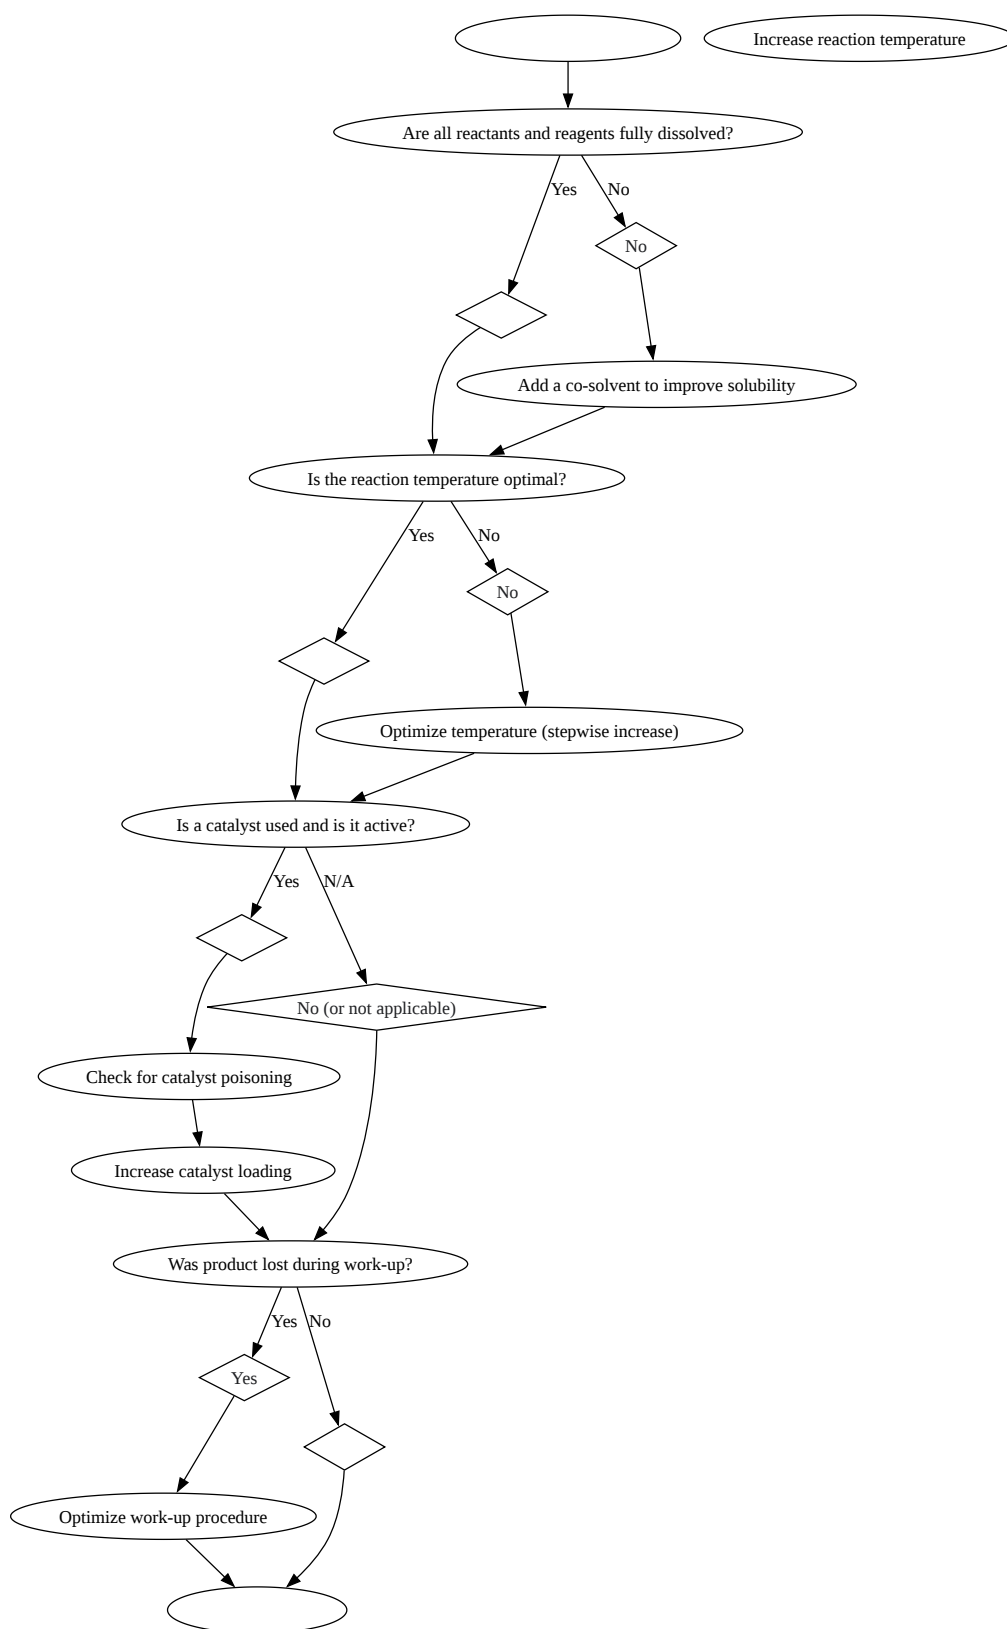 Increase reaction temperature
Are all reactants and reagents fully dissolved?
Yes
No
No
Add a co-solvent to improve solubility
Is the reaction temperature optimal?
Yes
No
No
Optimize temperature (stepwise increase)
Is a catalyst used and is it active?
Yes
N/A
No (or not applicable)
Check for catalyst poisoning
Increase catalyst loading
Was product lost during work-up?
Yes
No
Yes
Optimize work-up procedure